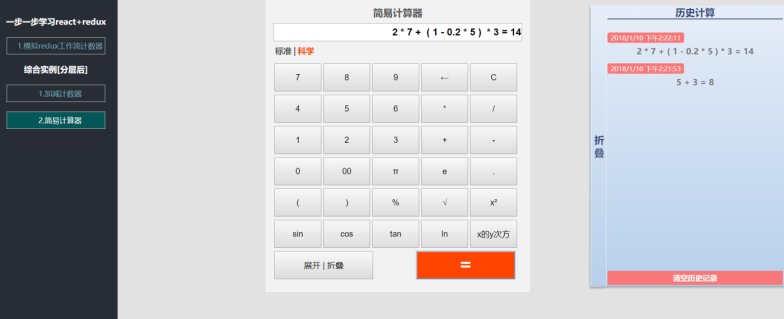 一步一步学习react+redux
1.模拟redux工作流计数器
综合实例[分层后]
1.加减计数器
2.简易计算器
简易计算器
2 * 7 + ( 1 - 0.2 * 5 ) * 3 = 14
标准 | 科学
7 8 9 ← C
4 5 6 * /
1 2 3 + -
0 00 π e .
( ) % √ x²
sin cos tan ln x的y次方
展开 | 折叠 =
历史计算
2018/1/10 下午2:22:11
2 * 7 + ( 1 - 0.2 * 5 ) * 3 = 14
2018/1/10 下午2:21:53
5 + 3 = 8
折叠
清空历史记录